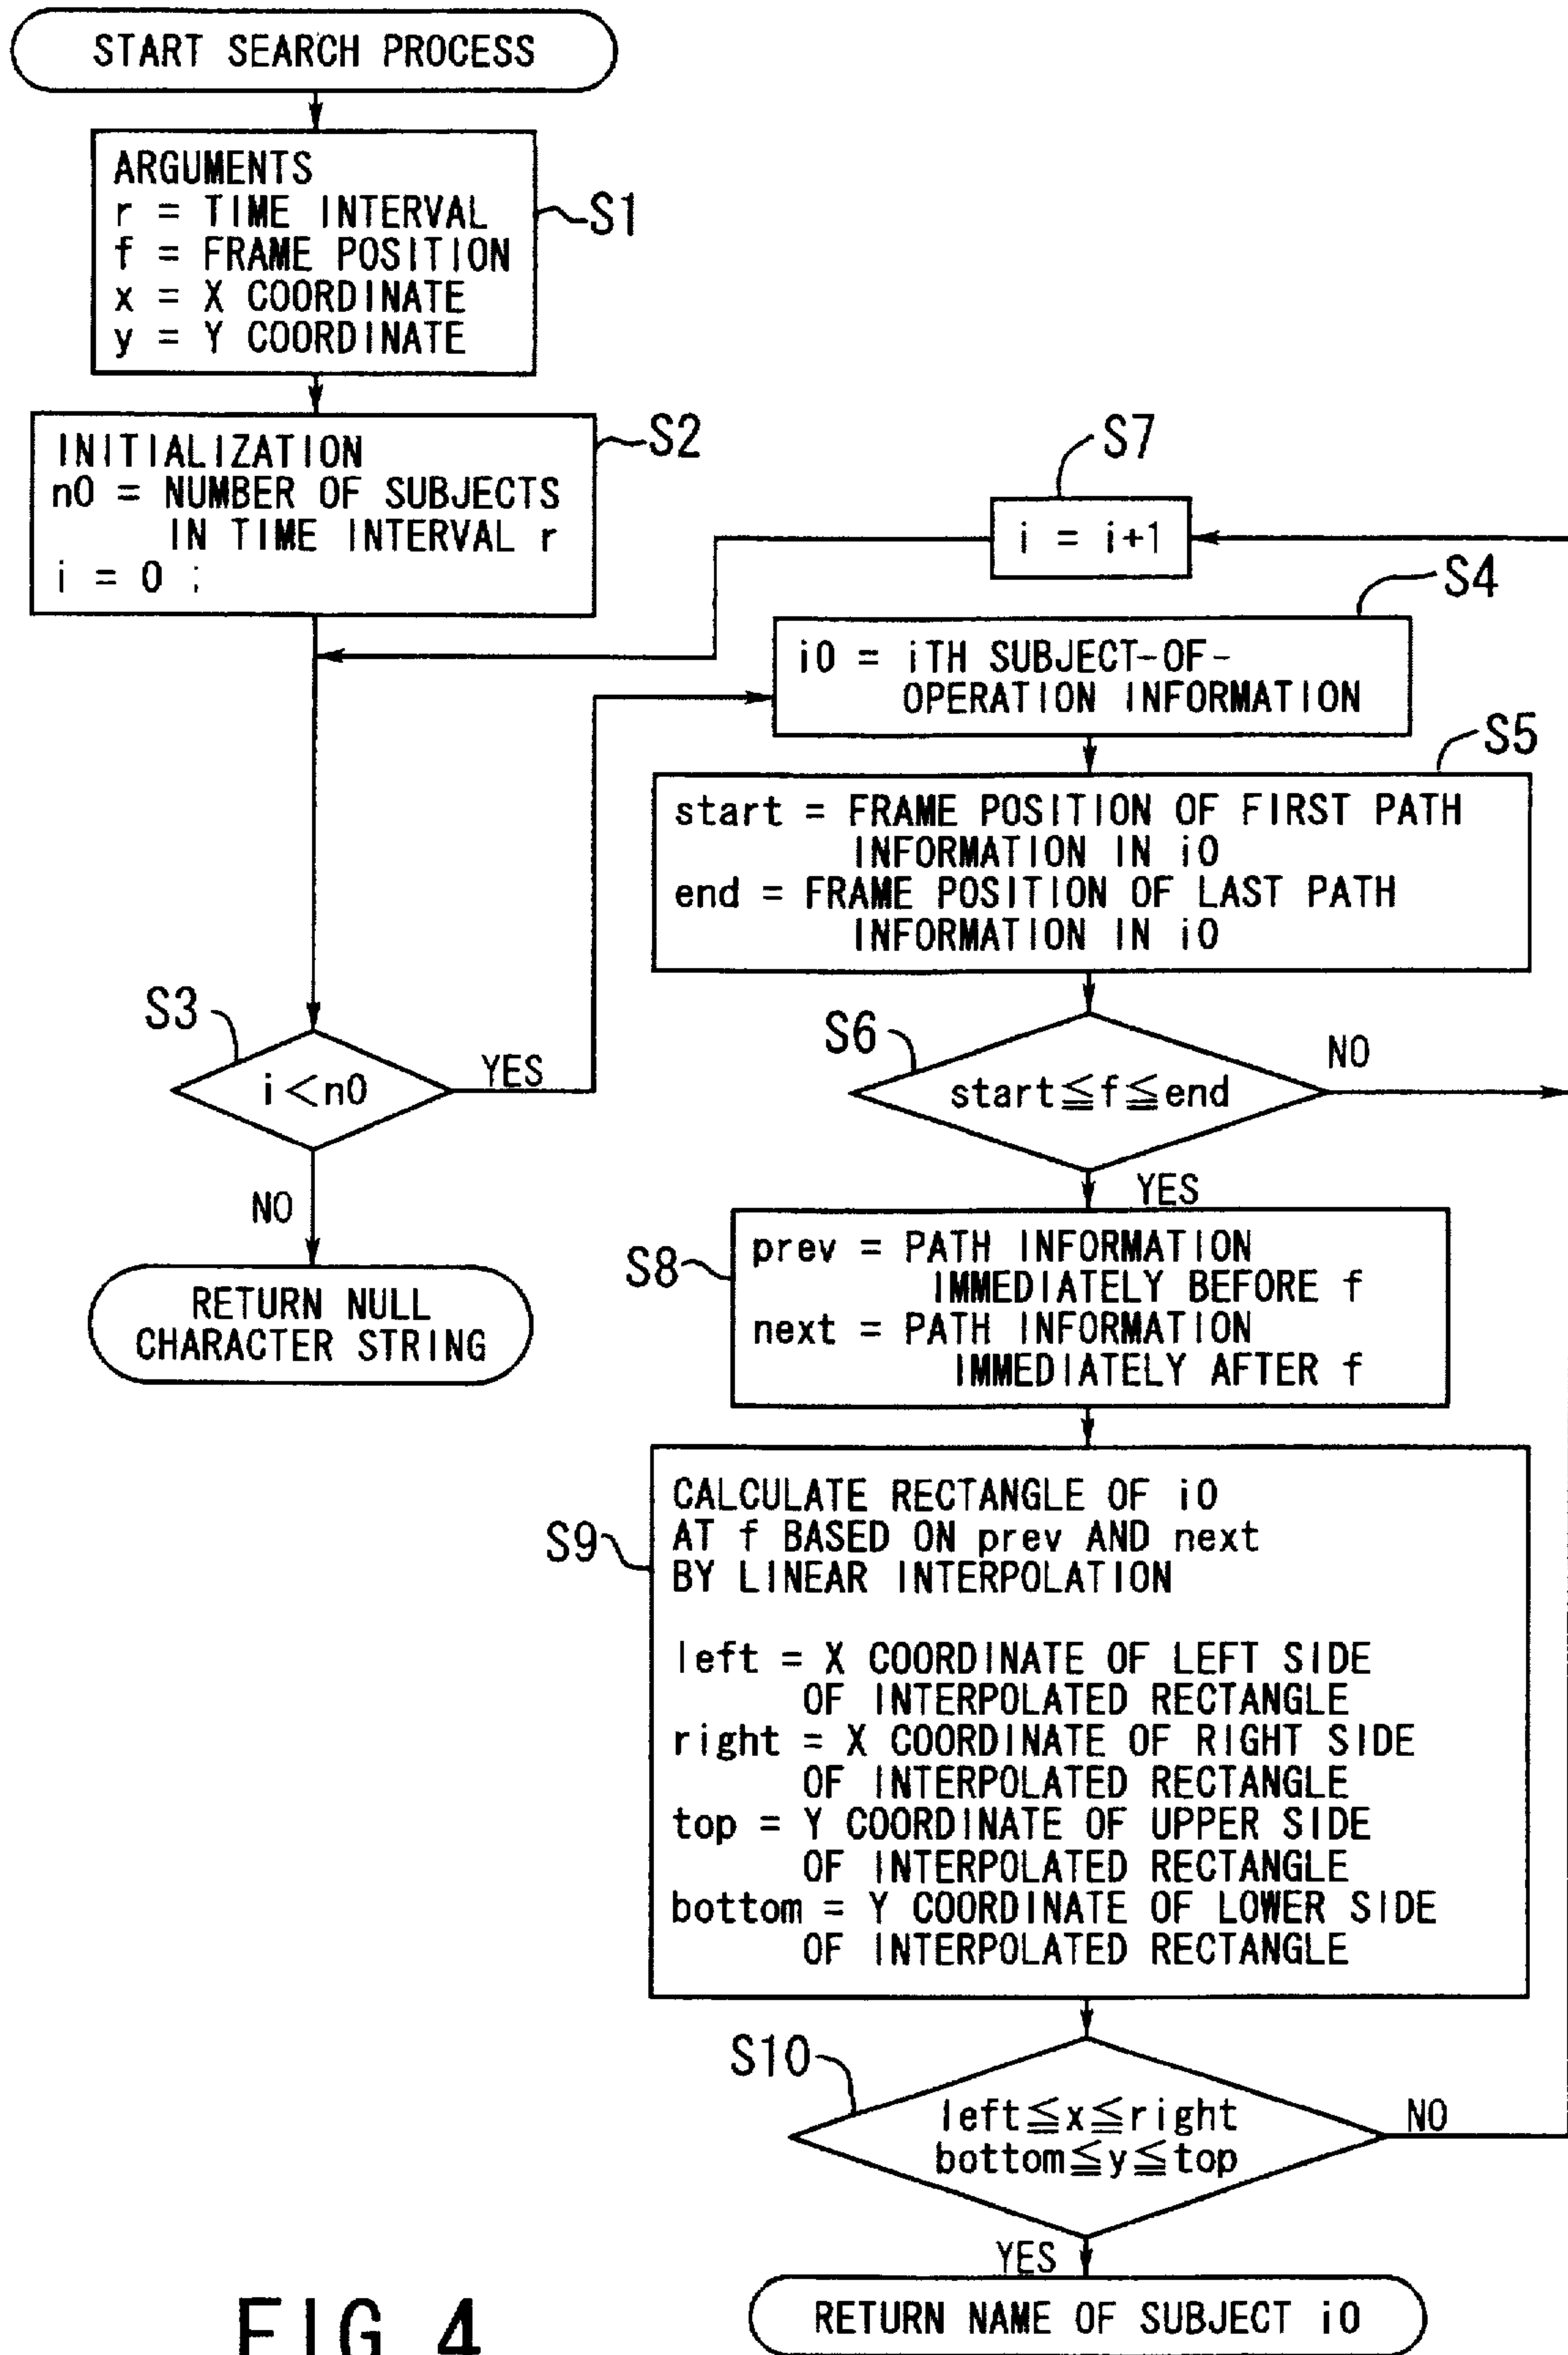 START SEARCH PROCESS
ARGUMENTS
r = TIME INTERVAL
f = FRAME POSITION
x = X COORDINATE
y = Y COORDINATE
S1
INITIALIZATION
n0 = NUMBER OF SUBJECTS
IN TIME INTERVAL r
i = 0 ;
S2
S3
i<n0
YES
NO
RETURN NULL
CHARACTER STRING
S7
i = i+1
S4
i0 = iTH SUBJECT-OF-
OPERATION INFORMATION
S5
start = FRAME POSITION OF FIRST PATH
INFORMATION IN i0
end = FRAME POSITION OF LAST PATH
INFORMATION IN i0
S6
start≦f≦end
NO
YES
S8
prev = PATH INFORMATION
IMMEDIATELY BEFORE f
next = PATH INFORMATION
IMMEDIATELY AFTER f
S9
CALCULATE RECTANGLE OF i0
AT f BASED ON prev AND next
BY LINEAR INTERPOLATION
left = X COORDINATE OF LEFT SIDE
OF INTERPOLATED RECTANGLE
right = X COORDINATE OF RIGHT SIDE
OF INTERPOLATED RECTANGLE
top = Y COORDINATE OF UPPER SIDE
OF INTERPOLATED RECTANGLE
bottom = Y COORDINATE OF LOWER SIDE
OF INTERPOLATED RECTANGLE
S10
left≦x≦right
bottom≦y≦top
NO
YES
RETURN NAME OF SUBJECT i0
FIG. 4